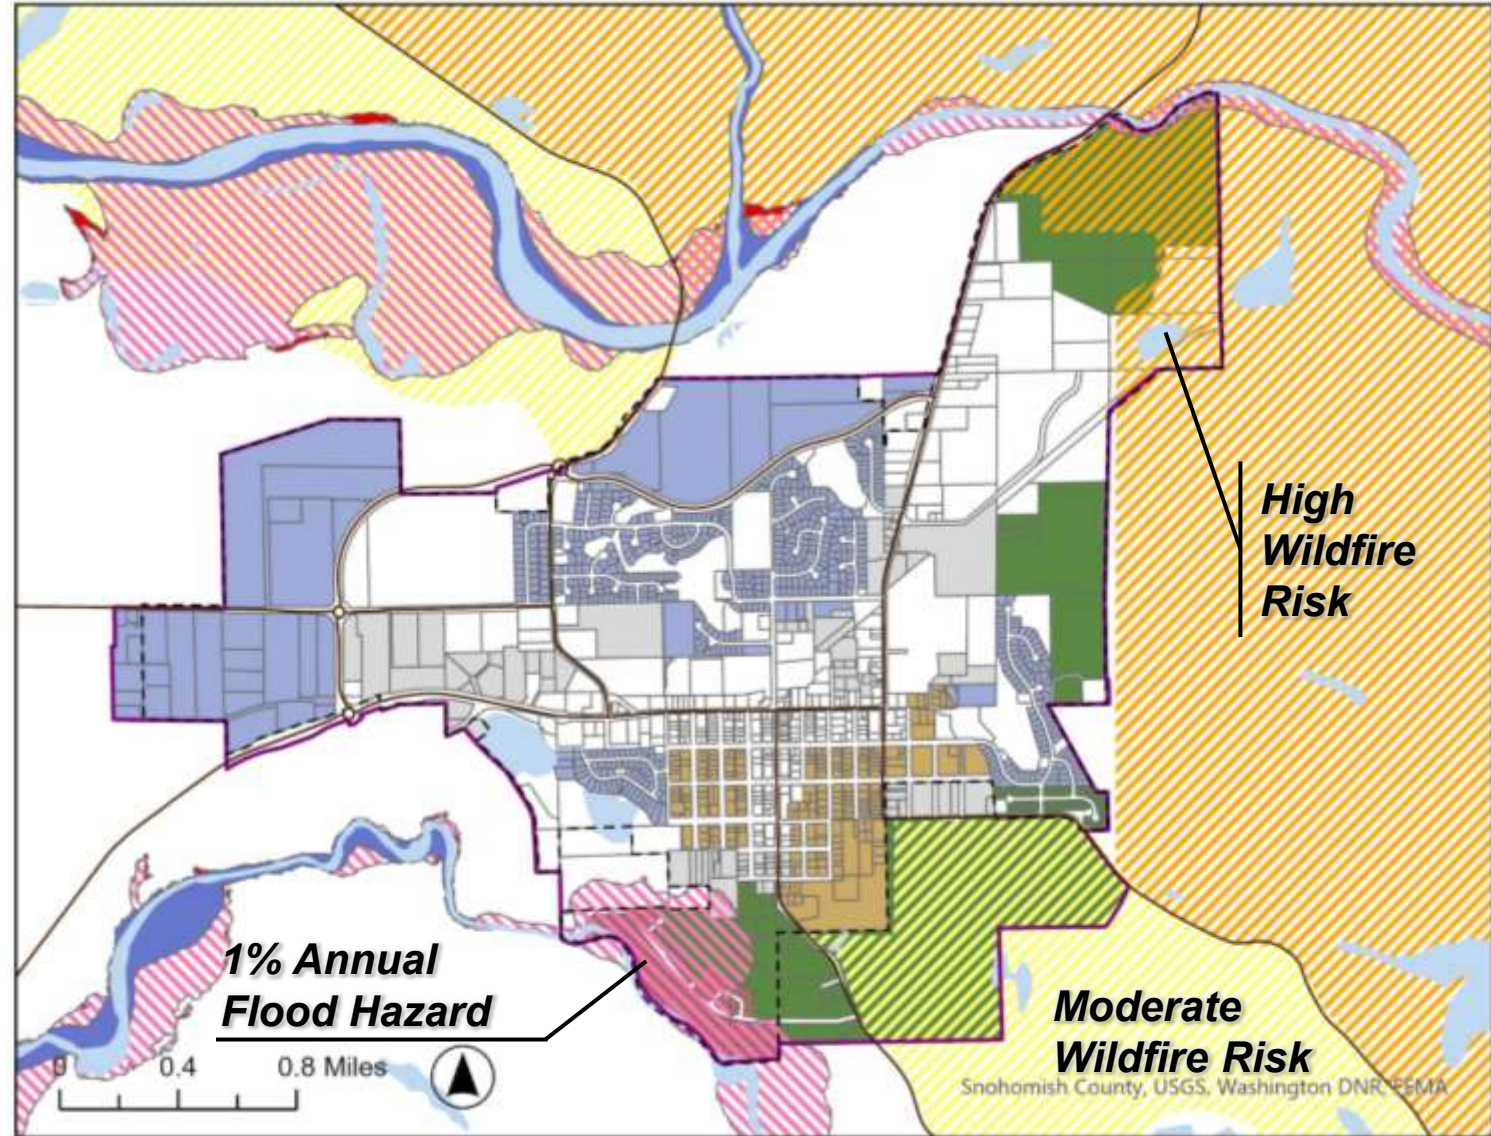 High
Wildfire
Risk
1% Annual
Flood Hazard
Moderate
Wildfire Risk
0 0.4 0.8 Miles
Snohomish County, USGS, Washington DNR, FEMA